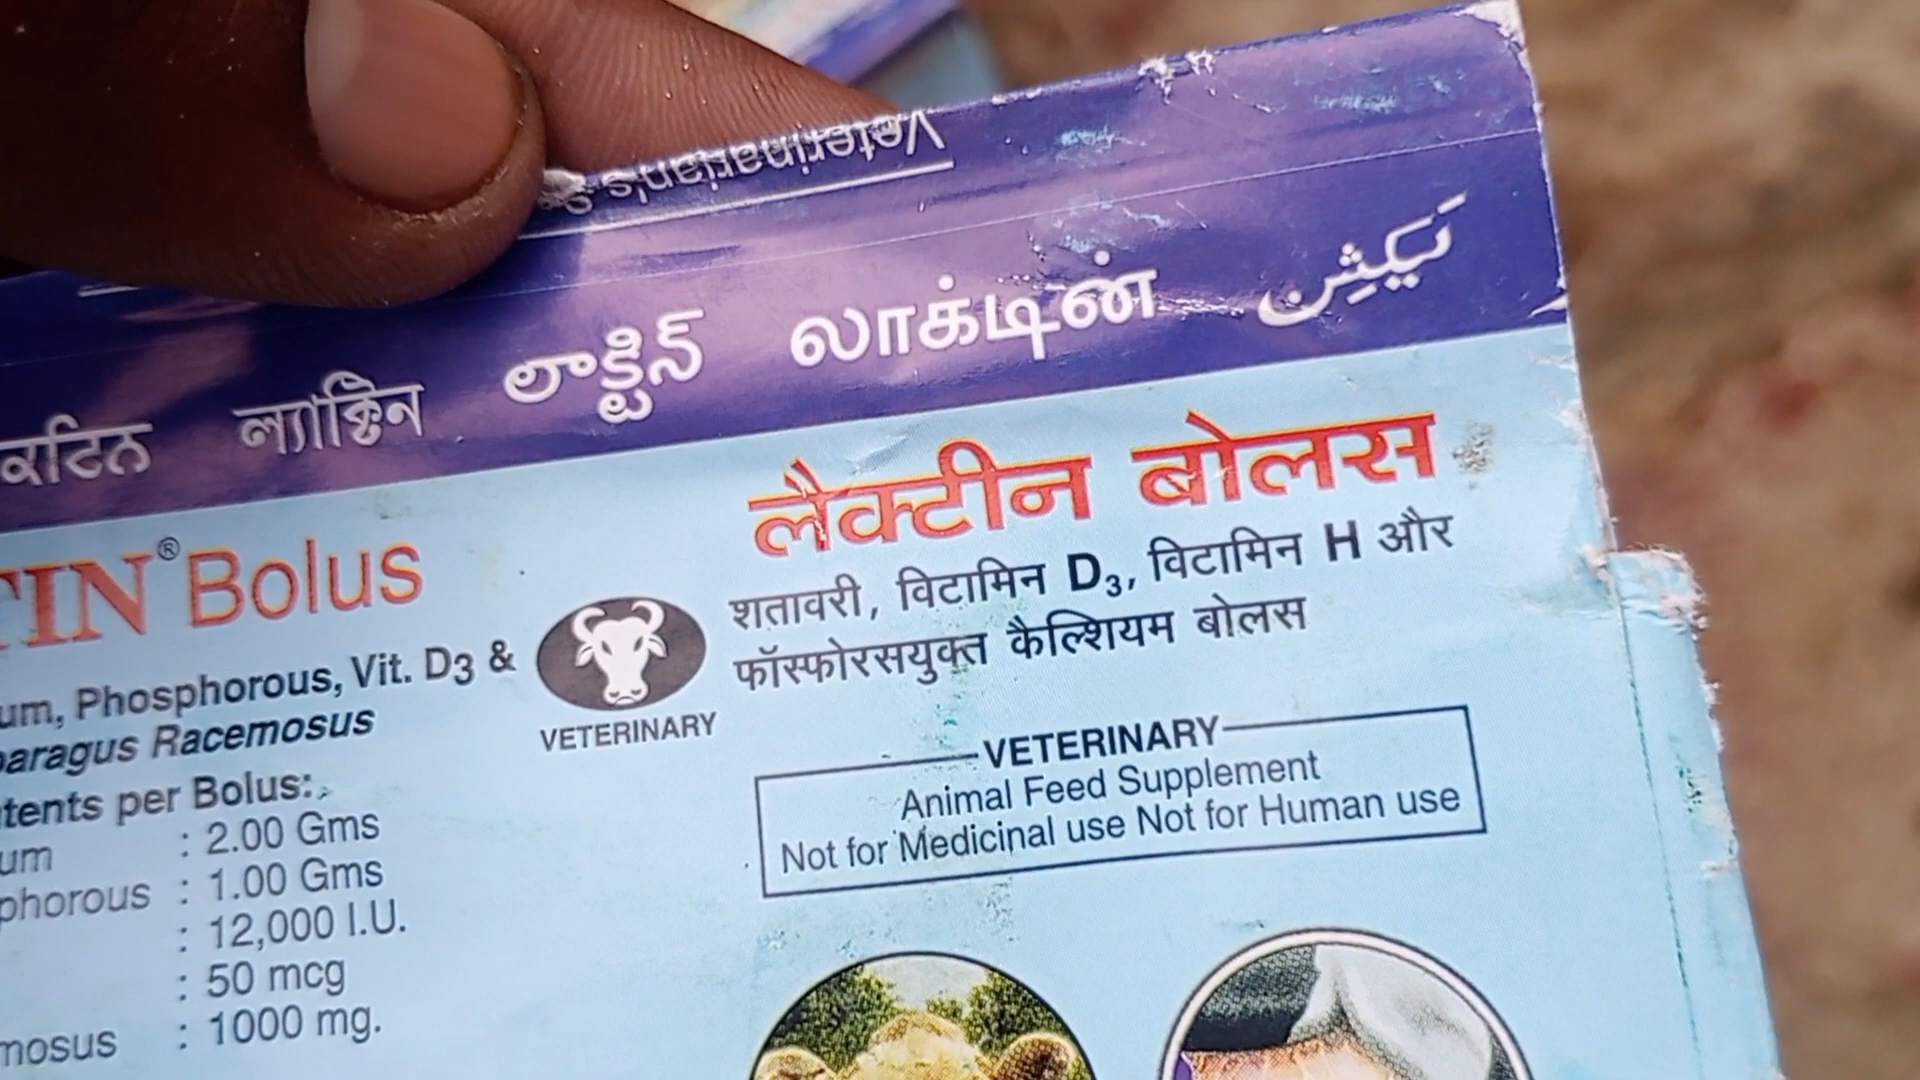 Veterinarian's
ਕਟਿਨ ल्याक्टिन లాక్టిన్ லாக்டின்
TIN® Bolus
um, Phosphorous, Vit. D3 &
paragus Racemosus
tents per Bolus:
um : 2.00 Gms
phorous : 1.00 Gms
: 12,000 I.U.
: 50 mcg
mosus : 1000 mg.
VETERINARY
लैक्टीन बोलस
शतावरी, विटामिन D3, विटामिन H और
फॉस्फोरसयुक्त कैल्शियम बोलस
VETERINARY
Animal Feed Supplement
Not for Medicinal use Not for Human use